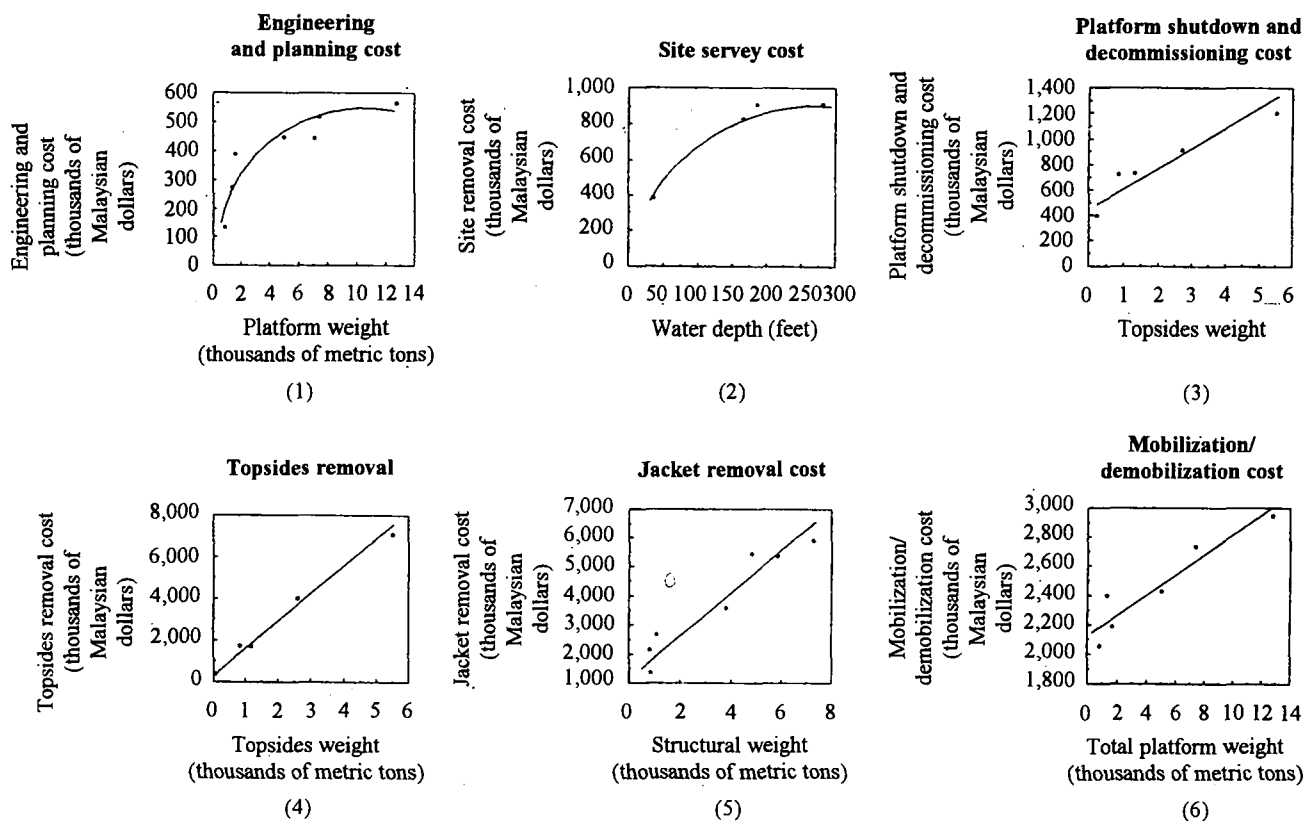 Engineering
and planning cost
Engineering and
planning cost
(thousands of
Malaysian
dollars)
600
500
400
300
200
100
0
0 2 4 6 8 10 12 14
Platform weight
(thousands of metric tons)
(1)
Site servey cost
Site removal cost
(thousands of
Malaysian
dollars)
1,000
800
600
400
200
0
0 50 100 150 200 250 300
Water depth (feet)
(2)
Platform shutdown and
decommissioning cost
Platform shutdown and
decommissioning cost
(thousands of
Malaysian
dollars)
1,400
1,200
1,000
800
600
400
200
0
0 1 2 3 4 5 6
Topsides weight
(3)
Topsides removal
Topsides removal cost
(thousands of
Malaysian
dollars)
8,000
6,000
4,000
2,000
0
0 1 2 3 4 5 6
Topsides weight
(thousands of metric tons)
(4)
Jacket removal cost
Jacket removal cost
(thousands of
Malaysian
dollars)
7,000
6,000
5,000
4,000
3,000
2,000
1,000
0 2 4 6 8
Structural weight
(thousands of metric tons)
(5)
Mobilization/
demobilization cost
Mobilization/
demobilization cost
(thousands of
Malaysian
dollars)
3,000
2,800
2,600
2,400
2,200
2,000
1,800
0 2 4 6 8 10 12 14
Total platform weight
(thousands of metric tons)
(6)